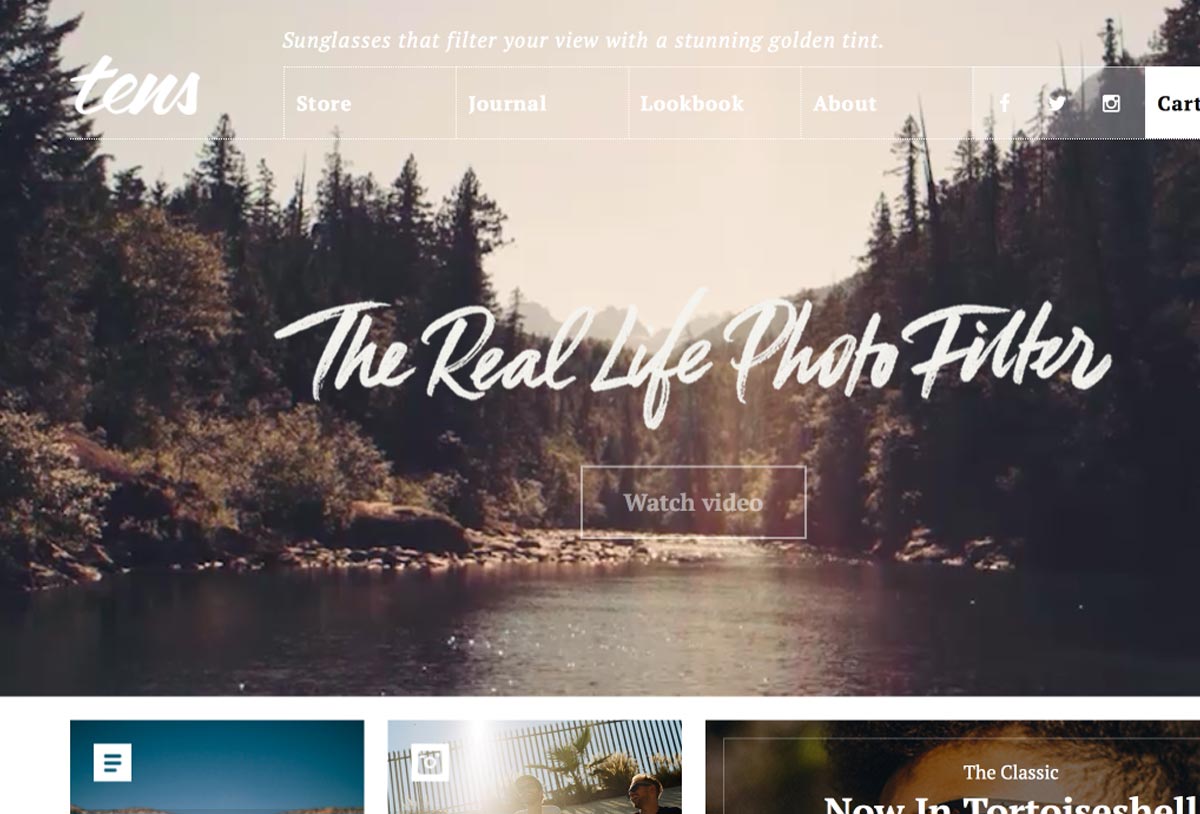 Sunglasses that filter your view with a stunning golden tint.
tens
Store Journal Lookbook About Cart
The Real Life Photo Filter
Watch video
The Classic
Now In Tortoiseshell